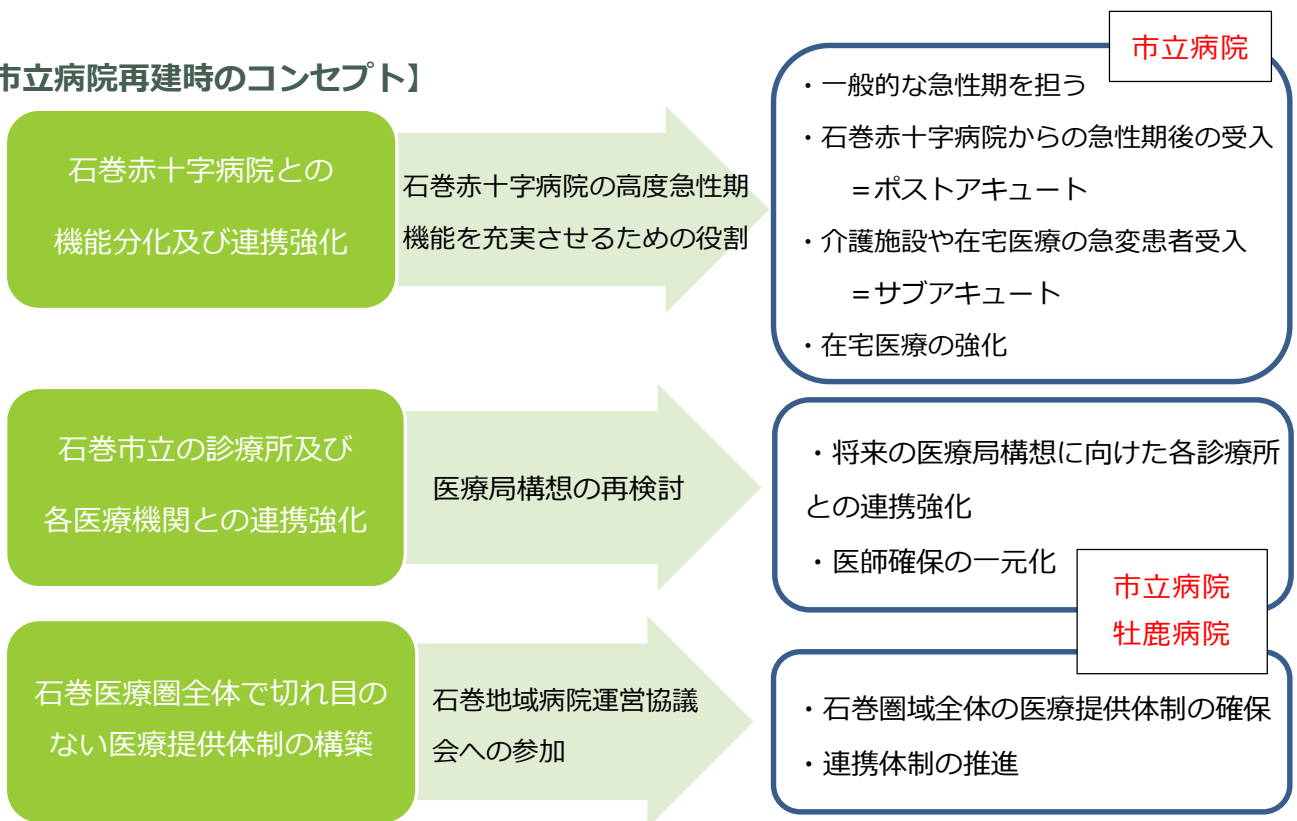 市立病院再建時のコンセプト】
市立病院
石巻赤十字病院との
機能分化及び連携強化
石巻赤十字病院の高度急性期
機能を充実させるための役割
・一般的な急性期を担う
・石巻赤十字病院からの急性期後の受入
＝ポストアキュート
・介護施設や在宅医療の急変患者受入
＝サブアキュート
・在宅医療の強化
石巻市立の診療所及び
各医療機関との連携強化
医療局構想の再検討
・将来の医療局構想に向けた各診療所
との連携強化
・医師確保の一元化
市立病院
牡鹿病院
石巻医療圏全体で切れ目の
ない医療提供体制の構築
石巻地域病院運営協議
会への参加
・石巻圏域全体の医療提供体制の確保
・連携体制の推進